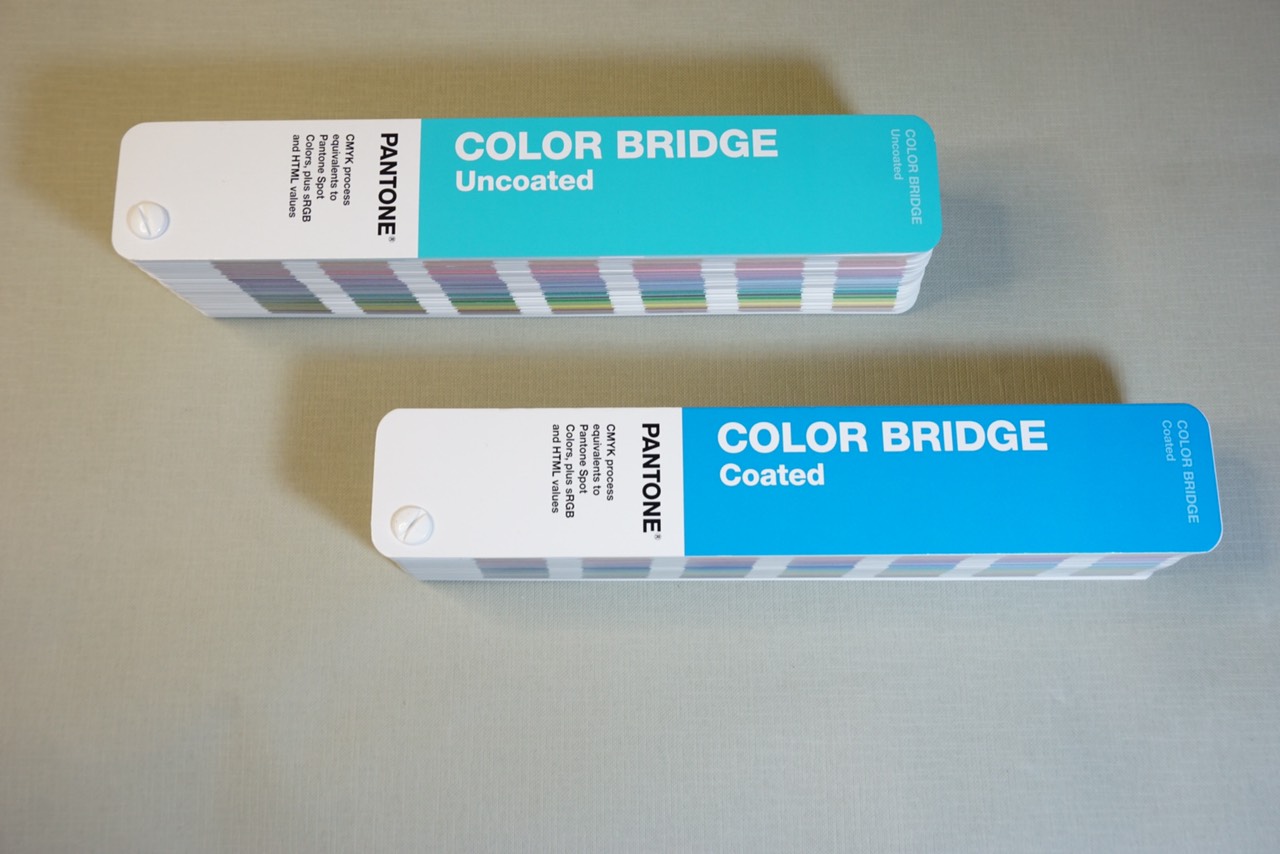 COLOR BRIDGE
Uncoated
PANTONE®
CMYK process
equivalents to
Pantone Spot
Colors, plus sRGB
and HTML values
COLOR BRIDGE
Uncoated
COLOR BRIDGE
Coated
PANTONE®
CMYK process
equivalents to
Pantone Spot
Colors, plus sRGB
and HTML values
COLOR BRIDGE
Coated